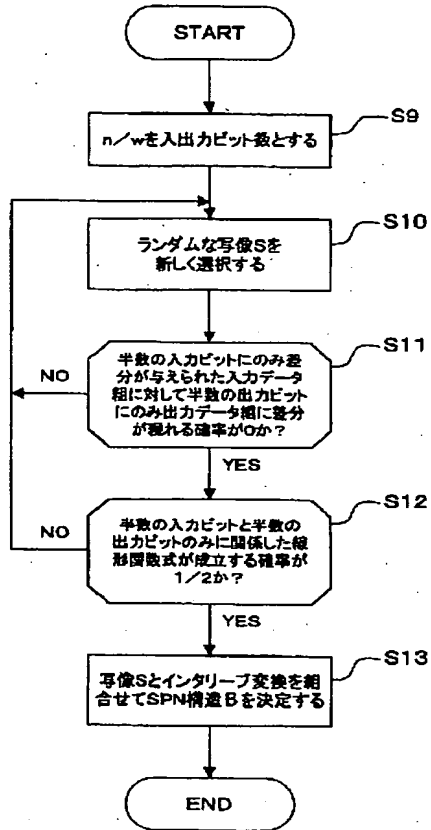 START
S9
n/wを入出力ビット数とする
S10
ランダムな写像Sを
新しく選択する
S11
半数の入力ビットにのみ差
分が与えられた入力データ
組に対して半数の出力ビット
にのみ出力データ組に差分
が現れる確率が0か?
NO
YES
S12
半数の入力ビットと半数の
出力ビットのみに関係した線
形関数式が成立する確率が
1/2か?
NO
YES
S13
写像Sとインタリーブ変換を組
合せてSPN構造Bを決定する
END